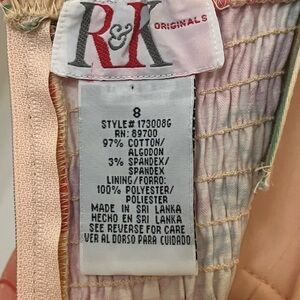 R&K
ORIGINALS
8
STYLE#173008G
RN: 89700
97% COTTON/
ALGODON
3% SPANDEX/
SPANDEX
LINING/FORRO:
100% POLYESTER/
POLIESTER
MADE IN SRI LANKA
HECHO EN SRI LANKA
SEE REVERSE FOR CARE
VER AL DORSO PARA CUIDADO